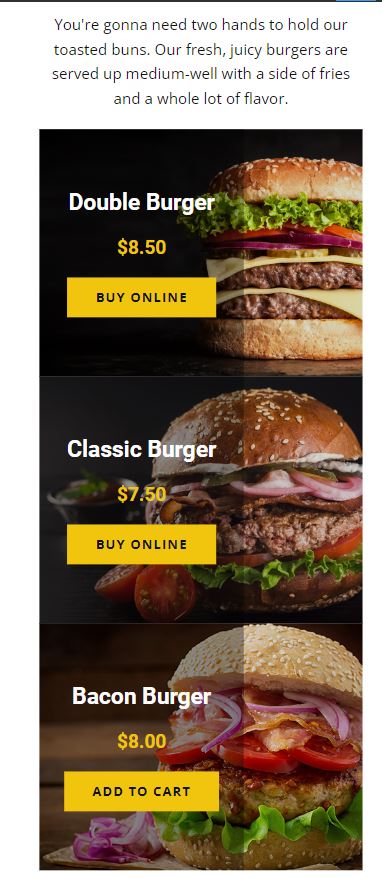 You're gonna need two hands to hold our
toasted buns. Our fresh, juicy burgers are
served up medium-well with a side of fries
and a whole lot of flavor.
Double Burger
$8.50
BUY ONLINE
Classic Burger
$7.50
BUY ONLINE
Bacon Burger
$8.00
ADD TO CART